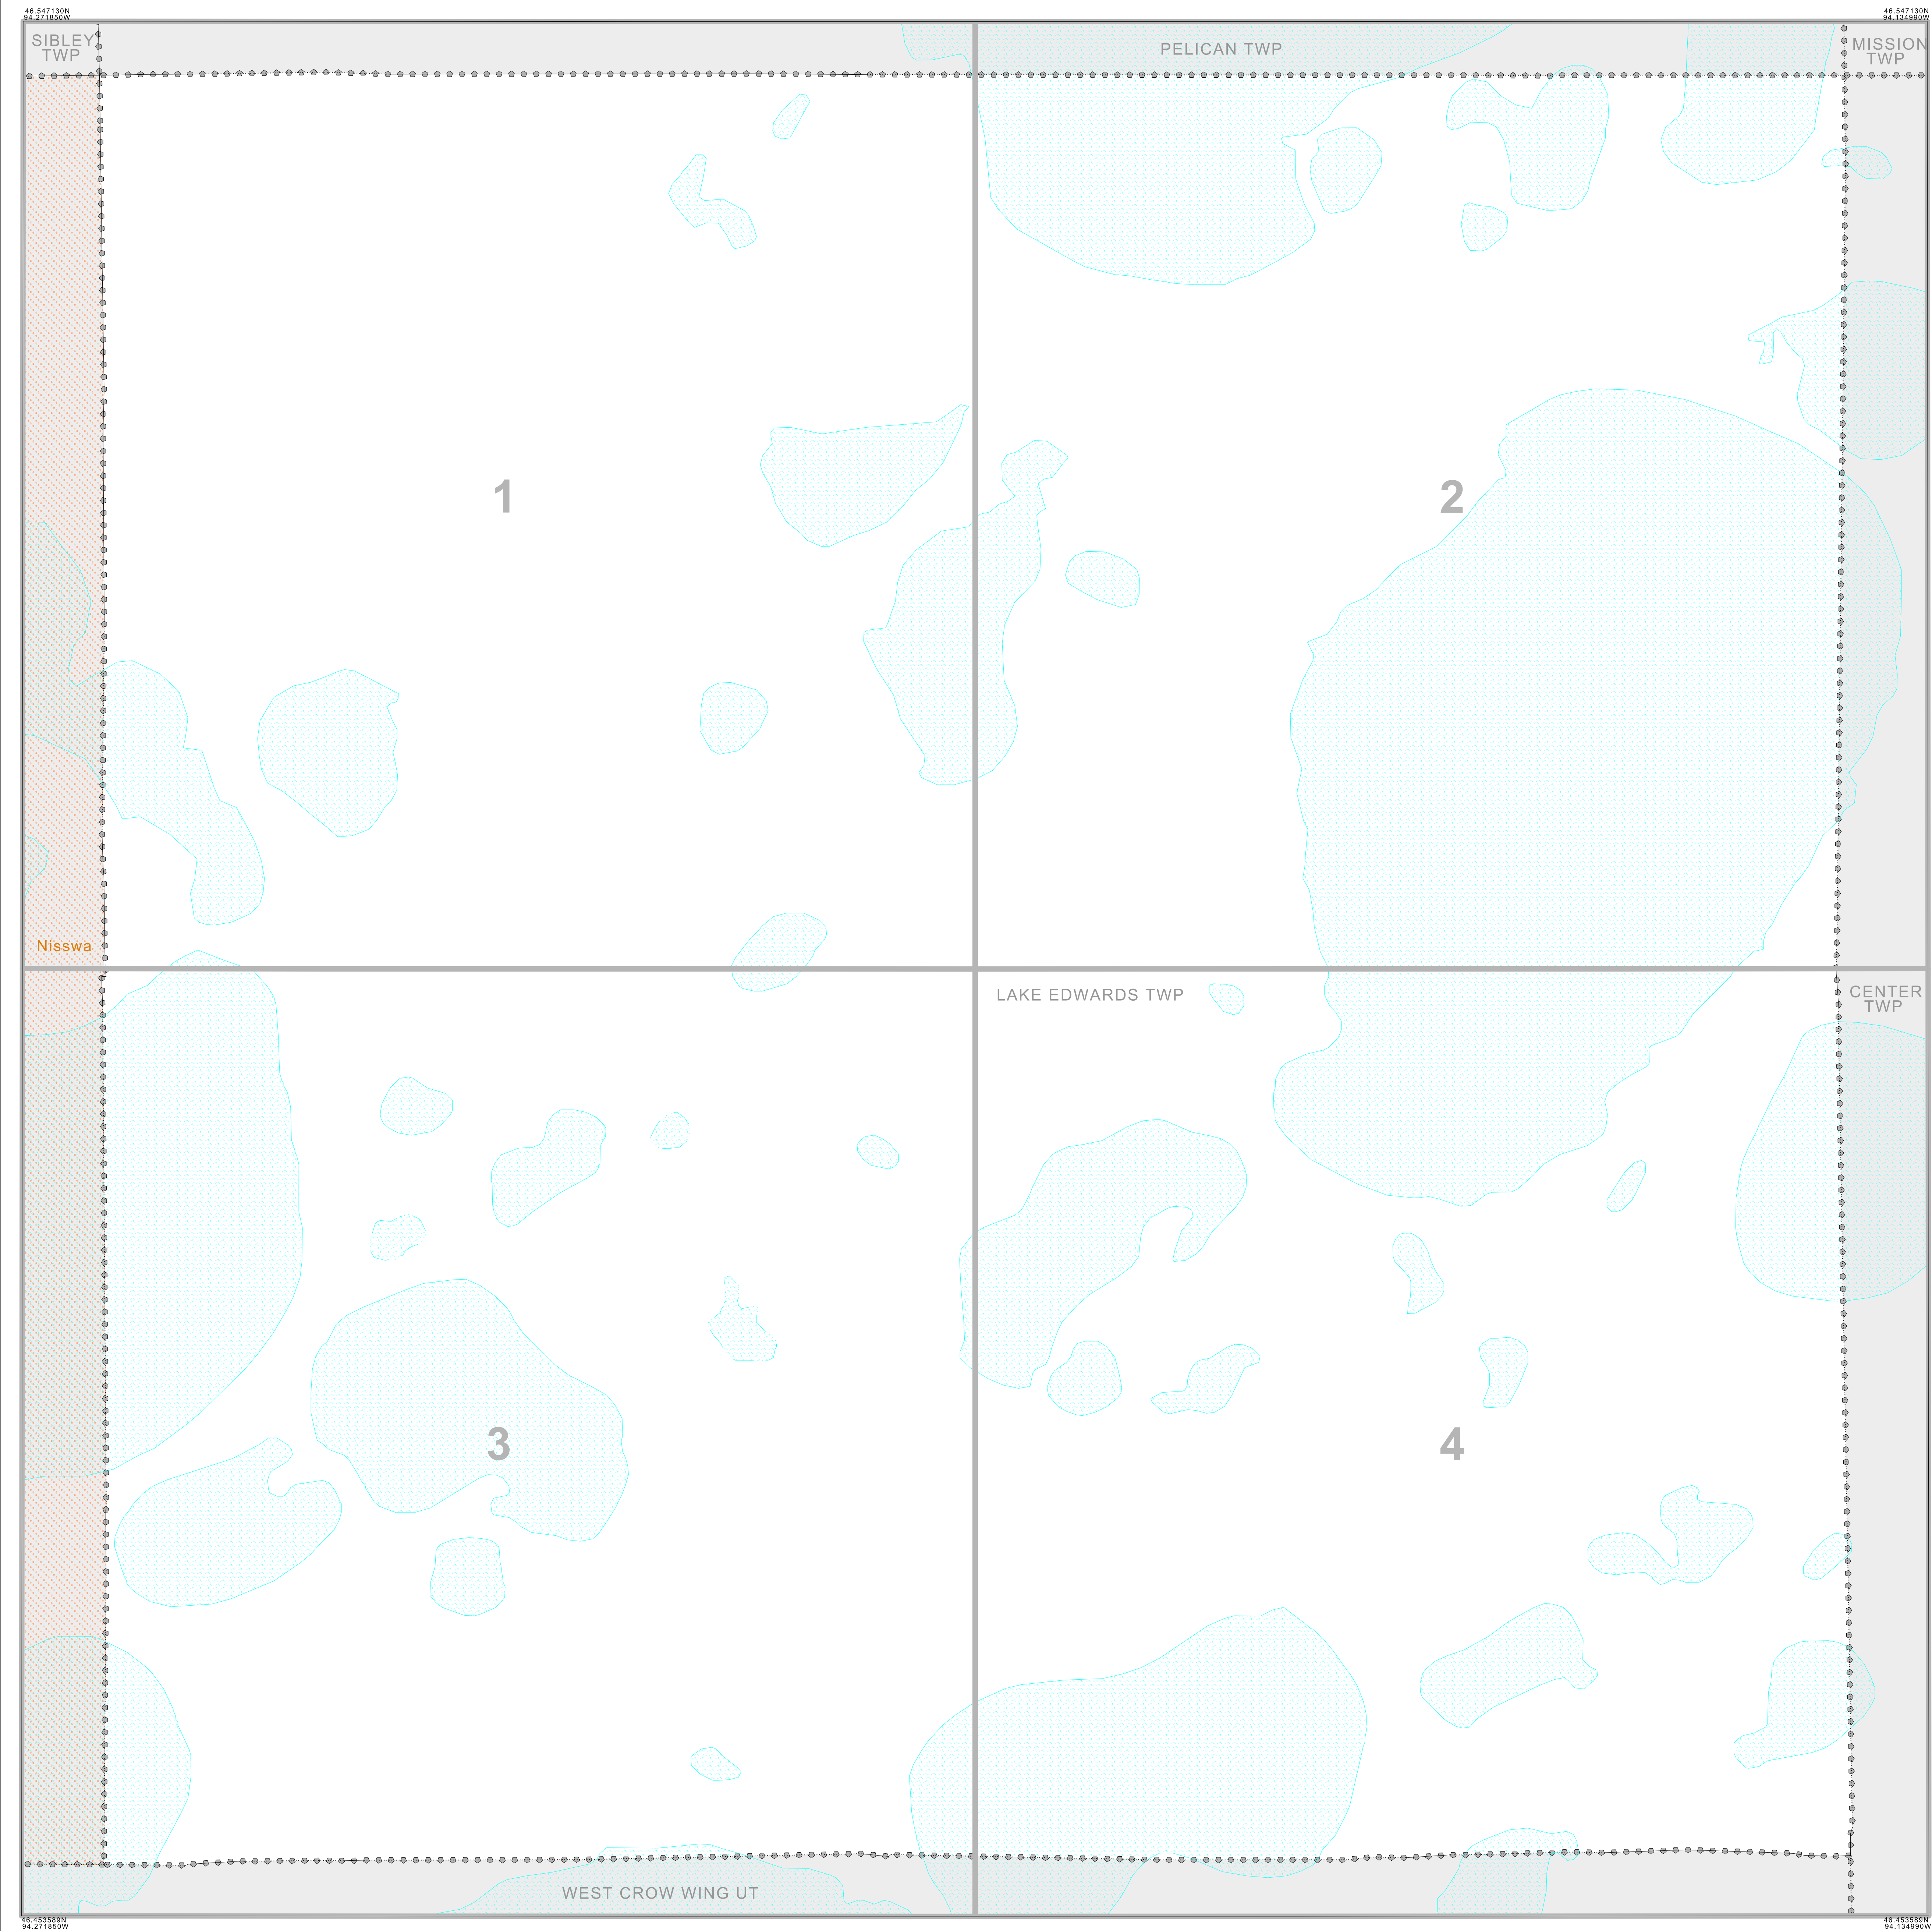 46.547130N
94.271850W
46.547130N
94.134990W
SIBLEY
TWP
PELICAN TWP
MISSION
TWP
1
2
Nisswa
LAKE EDWARDS TWP
CENTER
TWP
3
4
WEST CROW WING UT
46.453589N
94.271850W
46.453589N
94.134990W